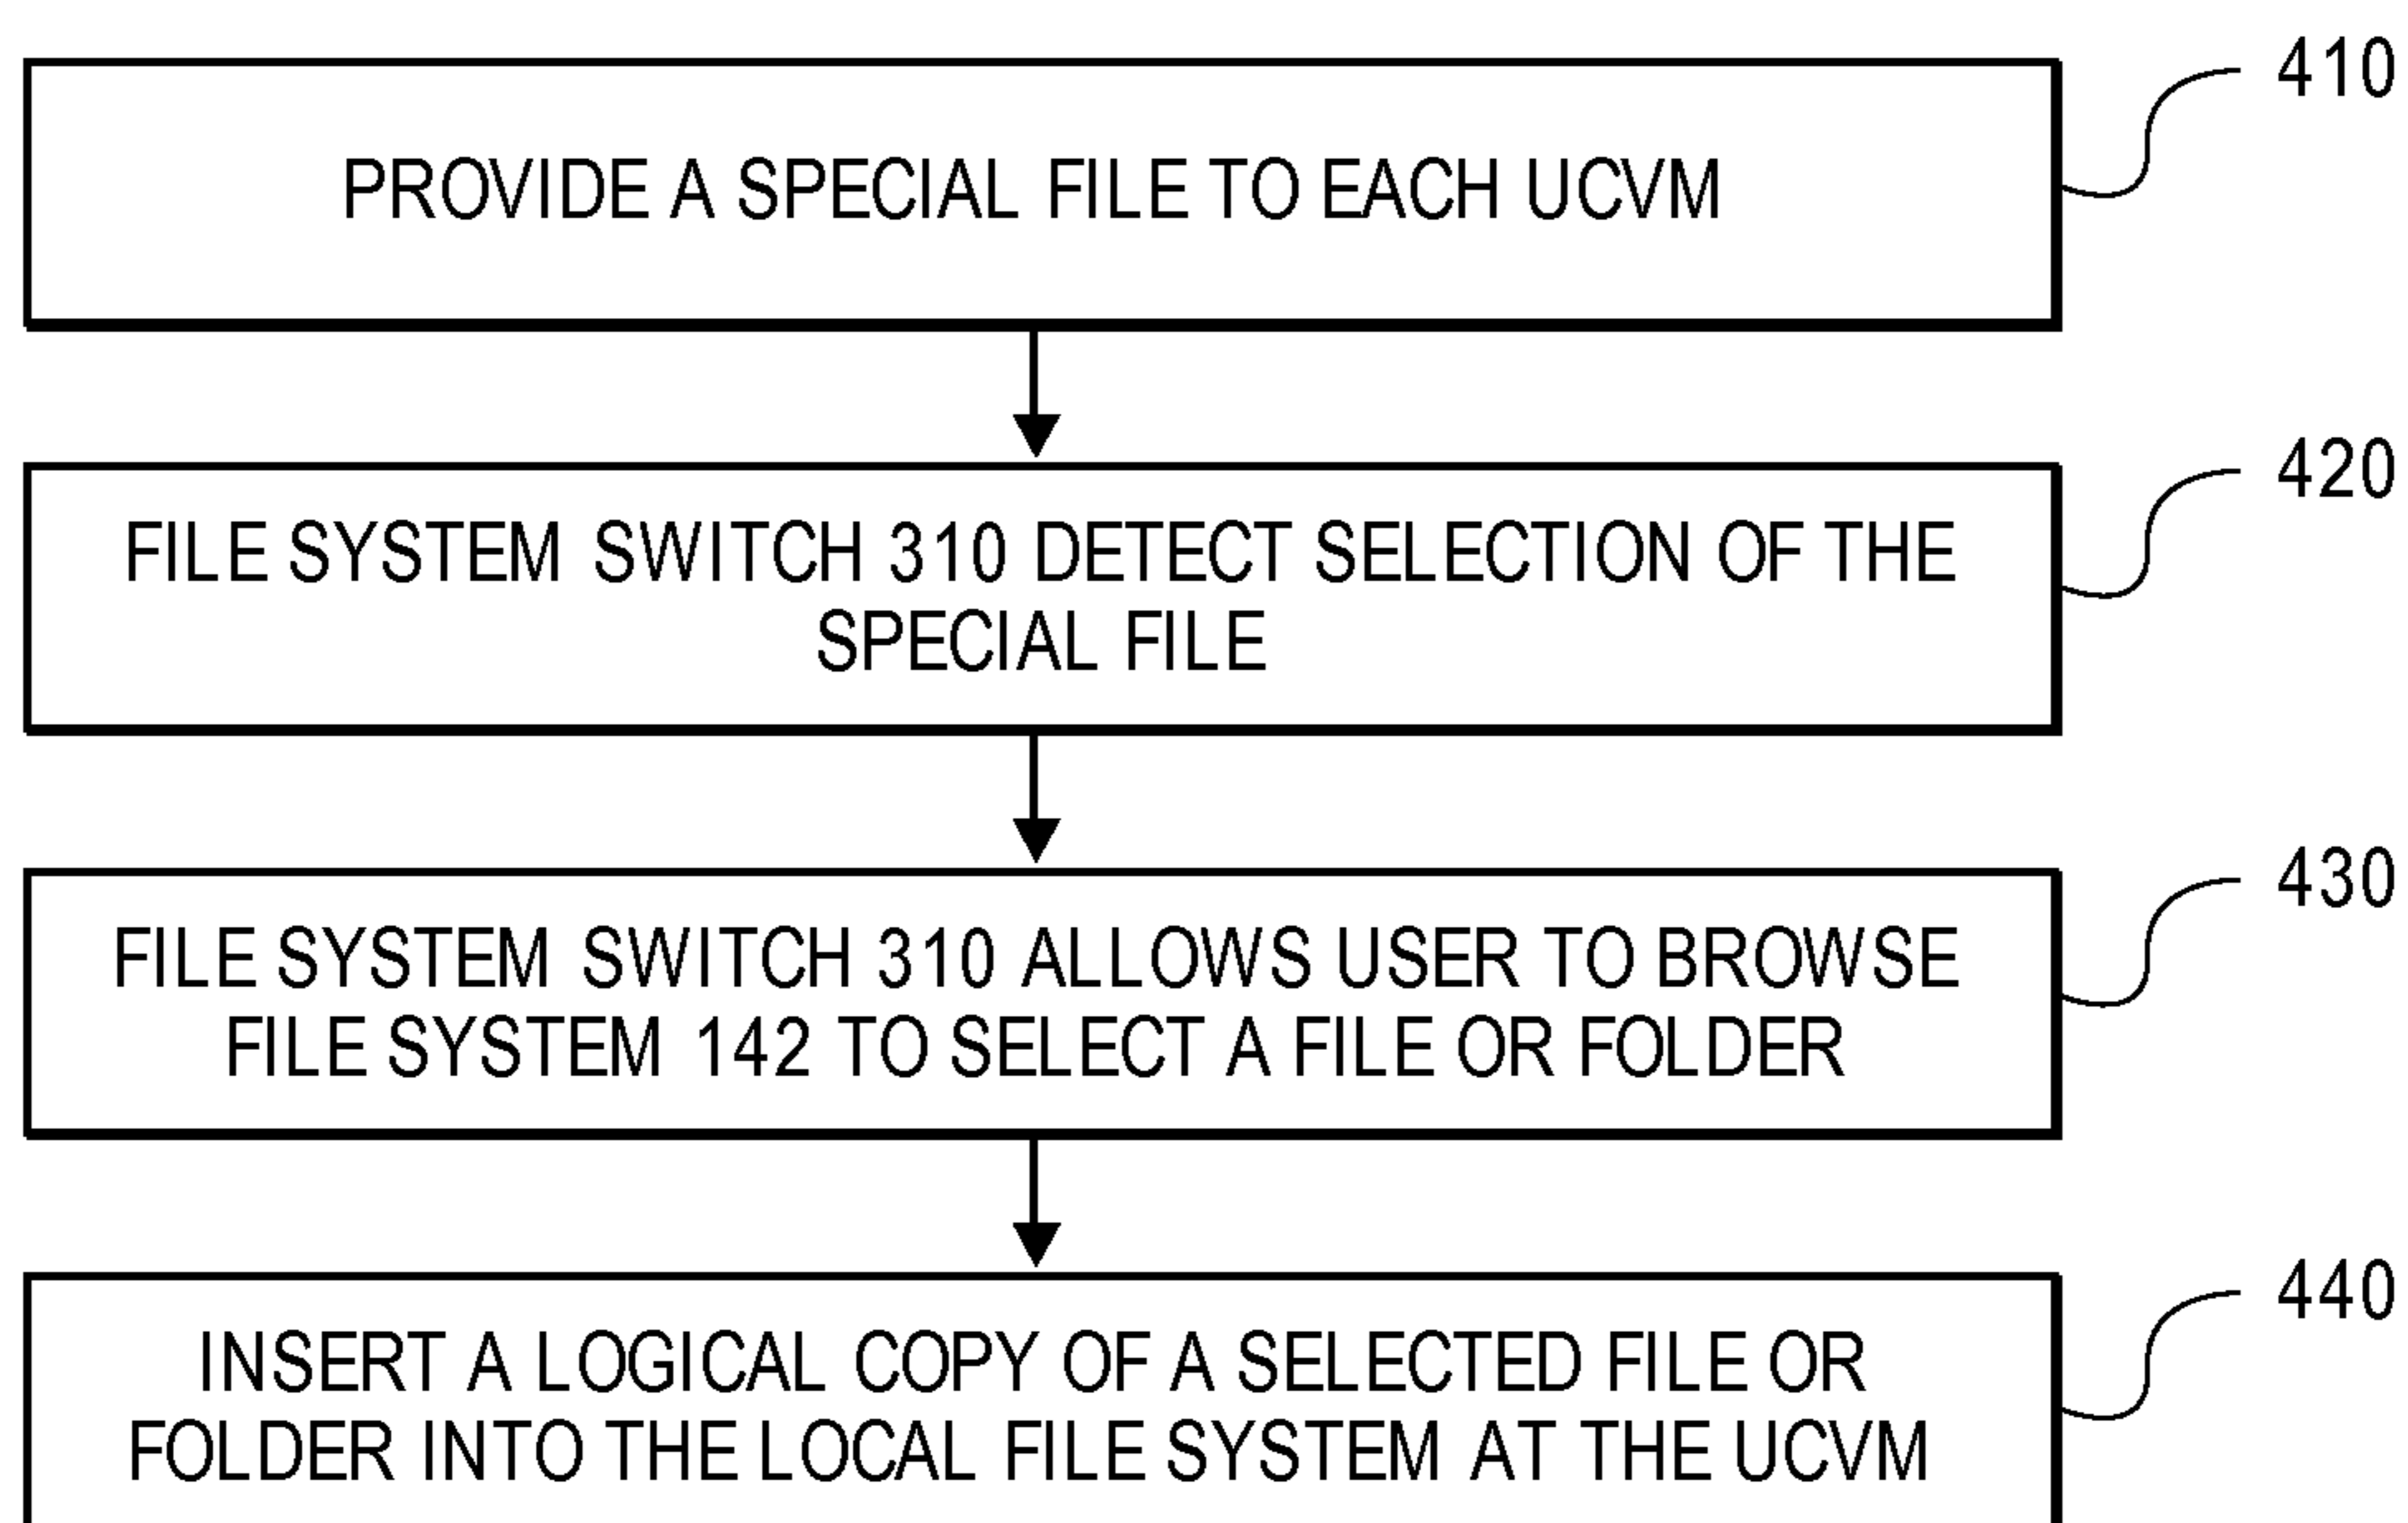 410
PROVIDE A SPECIAL FILE TO EACH UCVM
420
FILE SYSTEM SWITCH 310 DETECT SELECTION OF THE
SPECIAL FILE
430
FILE SYSTEM SWITCH 310 ALLOWS USER TO BROWSE
FILE SYSTEM 142 TO SELECT A FILE OR FOLDER
440
INSERT A LOGICAL COPY OF A SELECTED FILE OR
FOLDER INTO THE LOCAL FILE SYSTEM AT THE UCVM